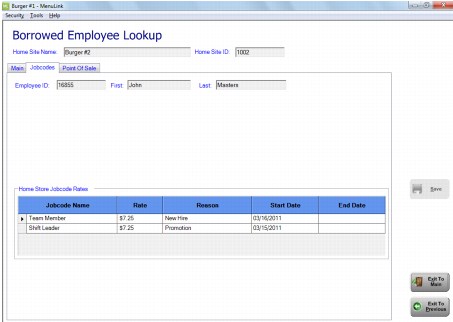 Burger #1 - MenuLink
Security Tools Help
Borrowed Employee Lookup
Home Site Name: Burger #2 Home Site ID: 1002
Main Jobcodes Point Of Sale
Employee ID: 16855 First: John Last: Masters
Home Store Jobcode Rates
Jobcode Name Rate Reason Start Date End Date
Team Member $7.25 New Hire 03/16/2011
Shift Leader $7.25 Promotion 03/15/2011
Save
Exit To
Main
Exit To
Previous